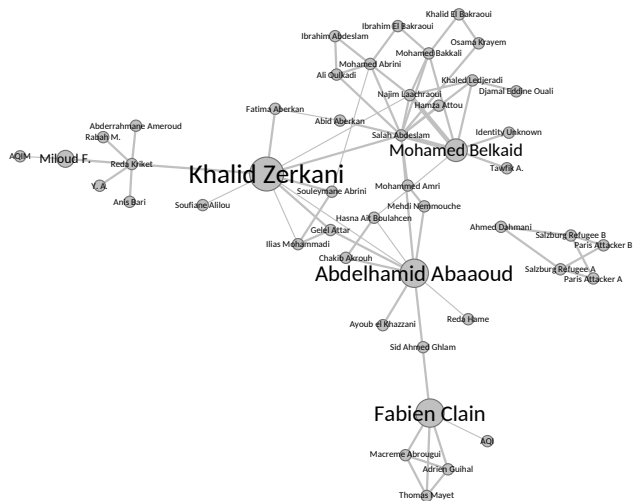 Khalid El Bakraoui
Ibrahim El Bakraoui
Ibrahim Abdeslam
Osama Krayem
Mohamed Bakkali
Mohamed Abrini
Ali Oulkadi
Khaled Ledjeradi
Djamal Eddine Ouali
Najim Laachraoui
Hamza Attou
Fatima Aberkan
Abid Aberkan
Abderrahmane Ameroud
Rabah M.
Identity Unknown
Salah Abdeslam
Mohamed Belkaid
AQIM
Miloud F.
Reda Kriket
Khalid Zerkani
Tawfik A.
Y. A.
Souleymane Abrini
Mohammed Amri
Anis Bari
Soufiane Alilou
Mehdi Nemmouche
Hasna Ait Boulahcen
Ahmed Dahmani
Gelel Attar
Salzburg Refugee B
Ilias Mohammadi
Paris Attacker B
Chakib Akrouh
Abdelhamid Abaaoud
Salzburg Refugee A
Paris Attacker A
Ayoub el Khazzani
Reda Hame
Sid Ahmed Ghlam
Fabien Clain
AQI
Macreme Abrougui
Adrien Guihal
Thomas Mayet